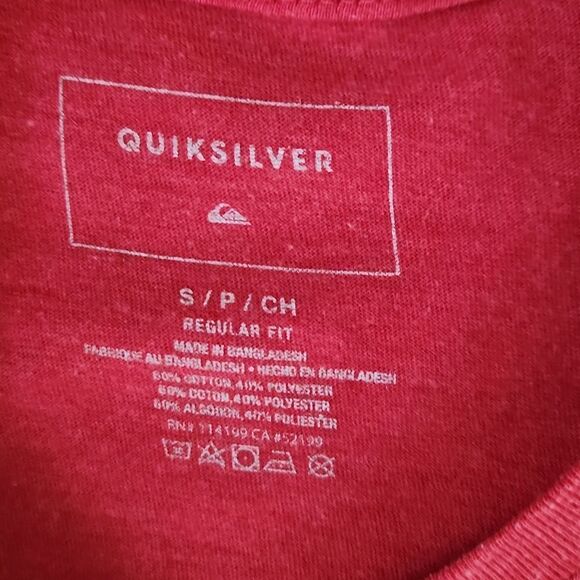 QUIKSILVER
S / P / CH
REGULAR FIT
MADE IN BANGLADESH
FABRIQUE AU BANGLADESH • HECHO EN BANGLADESH
60% COTTON, 40% POLYESTER
60% COTON, 40% POLYESTER
60% ALGODON, 40% POLIESTER
RN# 114199 CA #52199